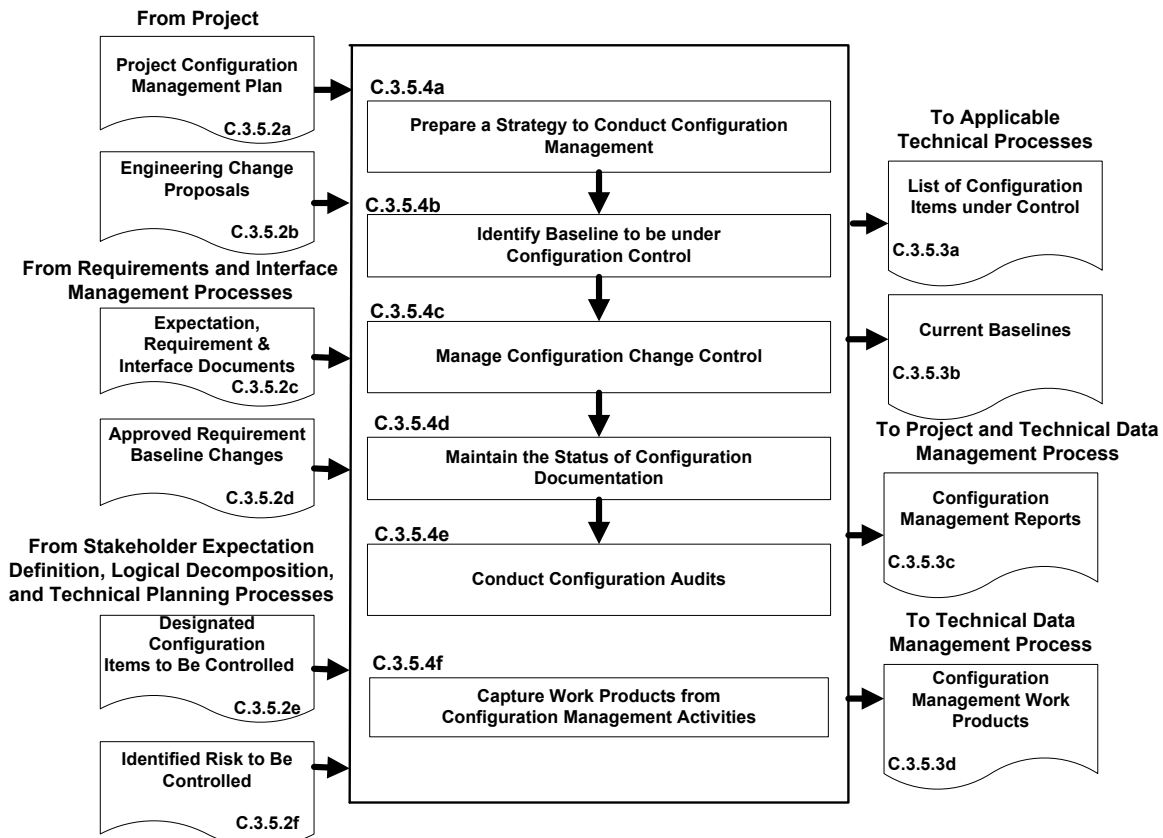 From Project
Project Configuration
Management Plan
C.3.5.2a
Engineering Change
Proposals
C.3.5.2b
From Requirements and Interface
Management Processes
Expectation,
Requirement &
Interface Documents
C.3.5.2c
Approved Requirement
Baseline Changes
C.3.5.2d
From Stakeholder Expectation
Definition, Logical Decomposition,
and Technical Planning Processes
Designated
Configuration
Items to Be Controlled
C.3.5.2e
Identified Risk to Be
Controlled
C.3.5.2f
C.3.5.4a
Prepare a Strategy to Conduct Configuration
Management
C.3.5.4b
Identify Baseline to be under
Configuration Control
C.3.5.4c
Manage Configuration Change Control
C.3.5.4d
Maintain the Status of Configuration
Documentation
C.3.5.4e
Conduct Configuration Audits
C.3.5.4f
Capture Work Products from
Configuration Management Activities
To Applicable
Technical Processes
List of Configuration
Items under Control
C.3.5.3a
Current Baselines
C.3.5.3b
To Project and Technical Data
Management Process
Configuration
Management Reports
C.3.5.3c
To Technical Data
Management Process
Configuration
Management Work
Products
C.3.5.3d